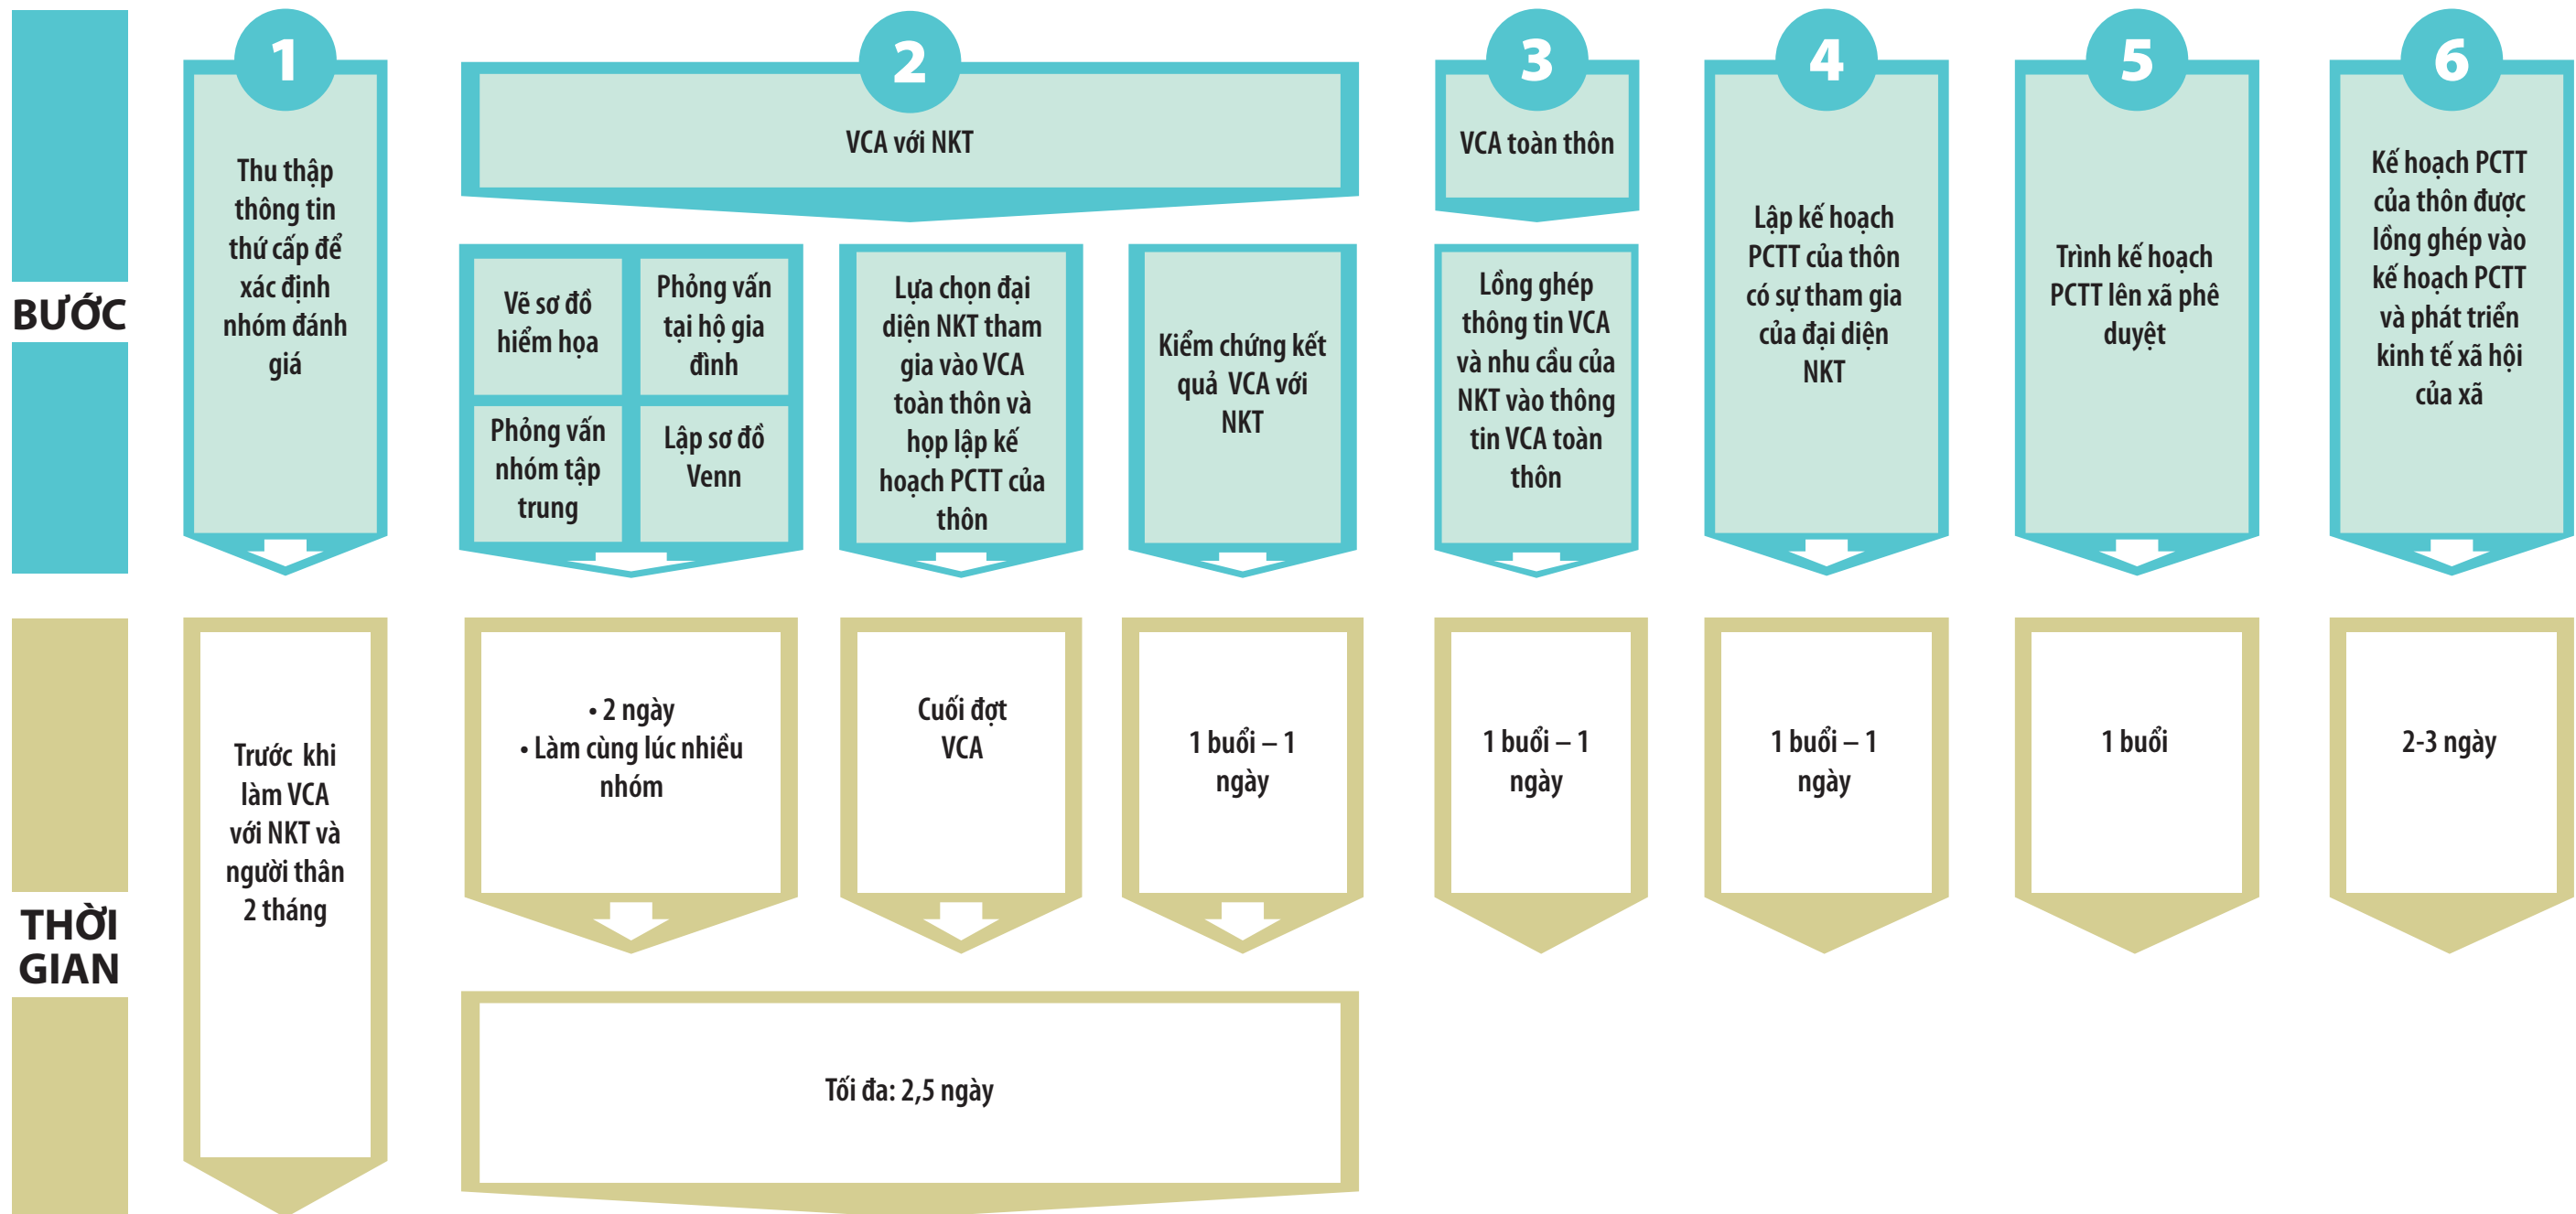 BƯỚC
1
Thu thập
thông tin
thứ cấp để
xác định
nhóm đánh
giá
2
VCA với NKT
Vẽ sơ đồ
hiểm họa
Phỏng vấn
tại hộ gia
đình
Phỏng vấn
nhóm tập
trung
Lập sơ đồ
Venn
Lựa chọn đại
diện NKT tham
gia vào VCA
toàn thôn và
họp lập kế
hoạch PCTT của
thôn
Kiểm chứng kết
quả VCA với
NKT
3
VCA toàn thôn
Lồng ghép
thông tin VCA
và nhu cầu của
NKT vào thông
tin VCA toàn
thôn
4
Lập kế hoạch
PCTT của thôn
có sự tham gia
của đại diện
NKT
5
Trình kế hoạch
PCTT lên xã phê
duyệt
6
Kế hoạch PCTT
của thôn được
lồng ghép vào
kế hoạch PCTT
và phát triển
kinh tế xã hội
của xã
THỜI
GIAN
Trước khi
làm VCA
với NKT và
người thân
2 tháng
• 2 ngày
• Làm cùng lúc nhiều
nhóm
Cuối đợt
VCA
1 buổi – 1
ngày
1 buổi – 1
ngày
1 buổi – 1
ngày
1 buổi
2-3 ngày
Tối đa: 2,5 ngày